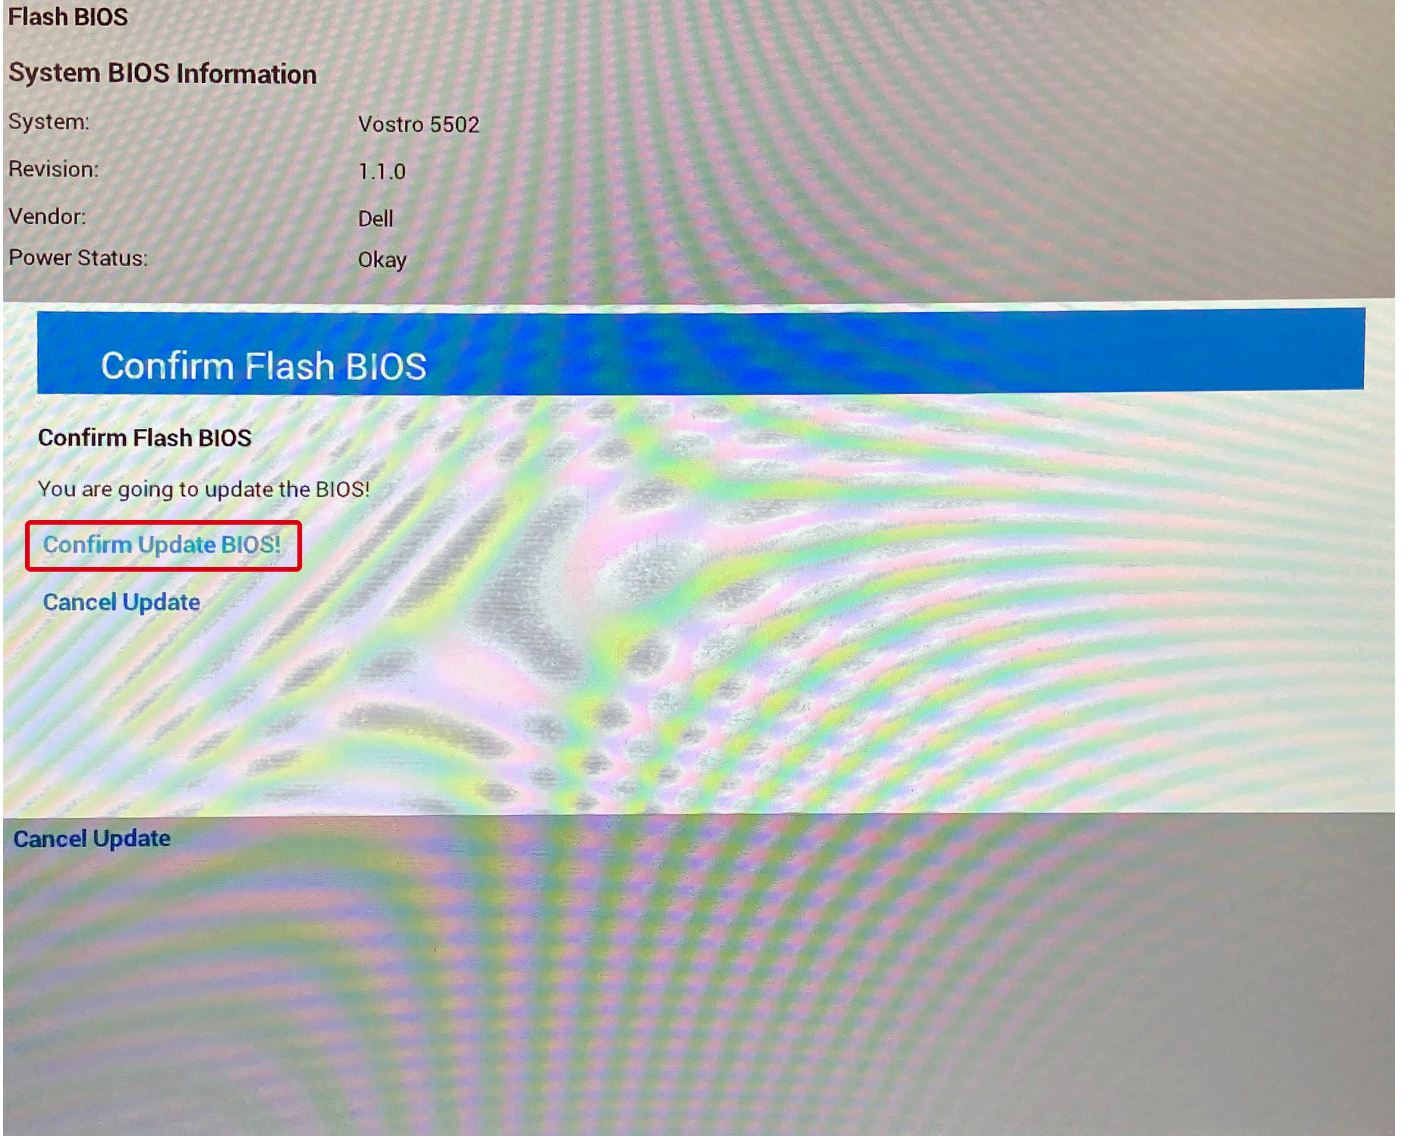 Flash BIOS
System BIOS Information
System: Vostro 5502
Revision: 1.1.0
Vendor: Dell
Power Status: Okay
Confirm Flash BIOS
Confirm Flash BIOS
You are going to update the BIOS!
Confirm Update BIOS!
Cancel Update
Cancel Update